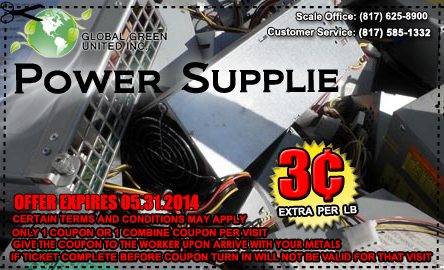 Scale Office: (817) 625-8900
GLOBAL GREEN
UNITED INC.
Customer Service: (817) 585-1332
POWER SUPPLIE
3¢
EXTRA PER LB
OFFER EXPIRES 05.31.2014
CERTAIN TERMS AND CONDITIONS MAY APPLY
ONLY 1 COUPON OR 1 COMBINE COUPON PER VISIT
GIVE THE COUPON TO THE WORKER UPON ARRIVE WITH YOUR METALS
IF TICKET COMPLETE BEFORE COUPON TURN IN WILL NOT BE VALID FOR THAT VISIT